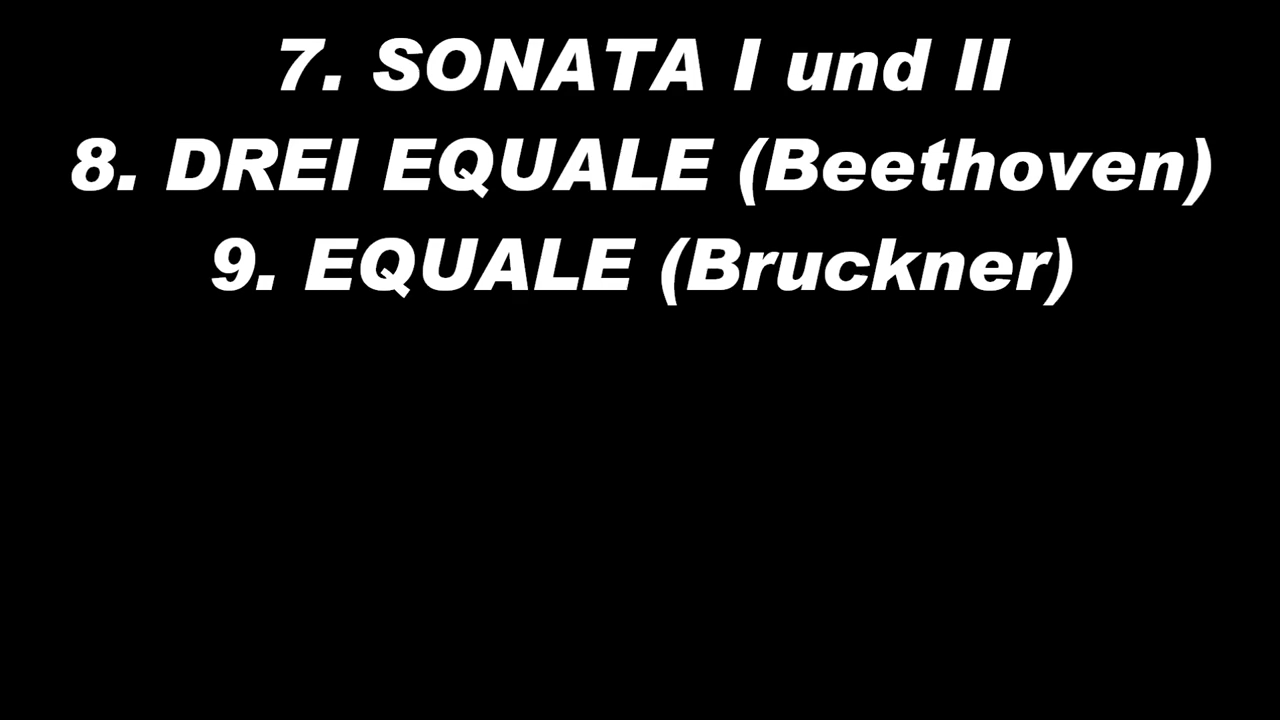 7. SONATA I und II
8. DREI EQUALE (Beethoven)
9. EQUALE (Bruckner)